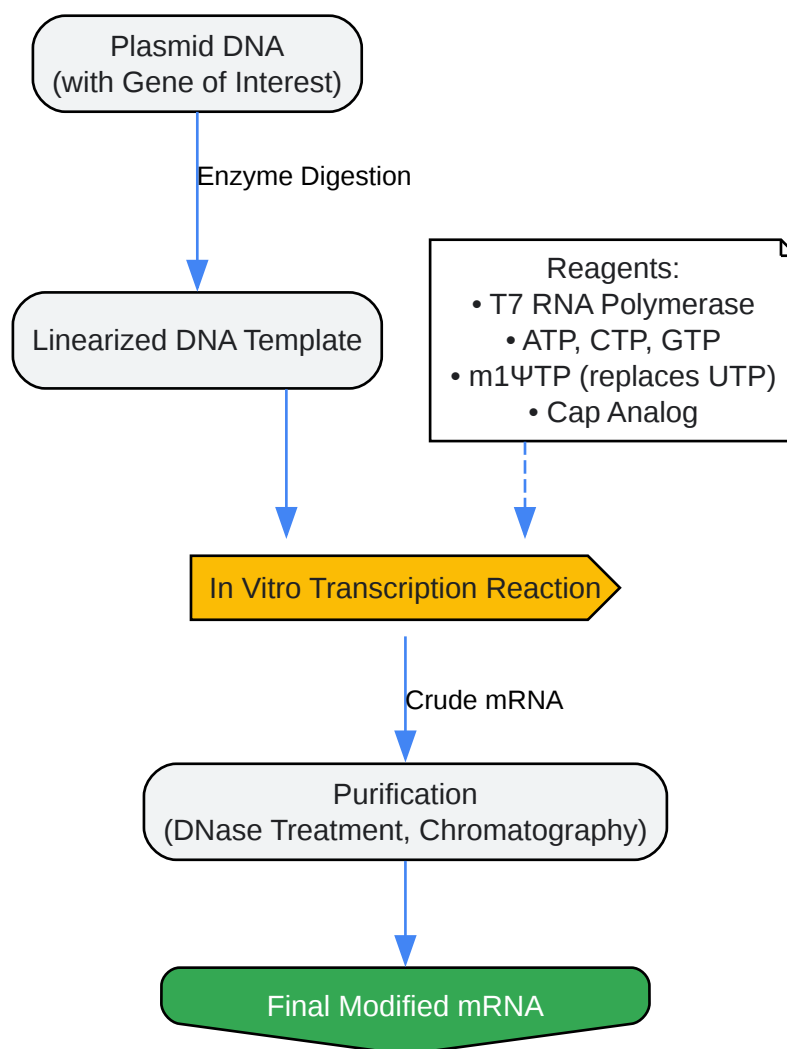 Plasmid DNA
(with Gene of Interest)
Enzyme Digestion
Reagents:
• T7 RNA Polymerase
• ATP, CTP, GTP
• m1ΨTP (replaces UTP)
• Cap Analog
Linearized DNA Template
In Vitro Transcription Reaction
Crude mRNA
Purification
(DNase Treatment, Chromatography)
Final Modified mRNA